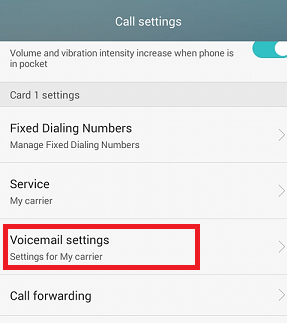 Call settings
Volume and vibration intensity increase when phone is
in pocket
Card 1 settings
Fixed Dialing Numbers
Manage Fixed Dialing Numbers
Service
My carrier
Voicemail settings
Settings for My carrier
Call forwarding